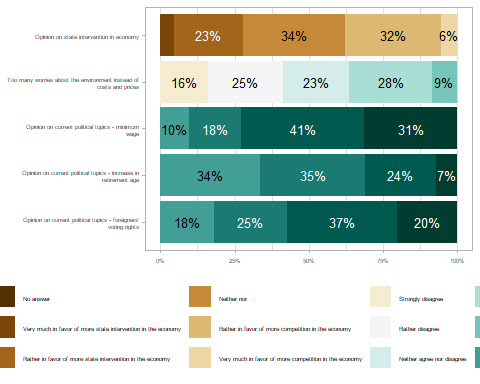 Opinion on state intervention in economy
23%
34%
32%
6%
Too many worries about the environment instead of
costs and prices
16%
25%
23%
28%
9%
Opinion on current political topics - minimum
wage
10%
18%
41%
31%
Opinion on current political topics - increase in
retirement age
34%
35%
24%
7%
Opinion on current political topics - foreigners'
voting rights
18%
25%
37%
20%
0%
25%
50%
75%
100%
No answer
Neither nor
Strongly disagree
Very much in favor of more state intervention in the economy
Rather in favor of more competition in the economy
Rather disagree
Rather in favor of more state intervention in the economy
Very much in favor of more competition in the economy
Neither agree nor disagree